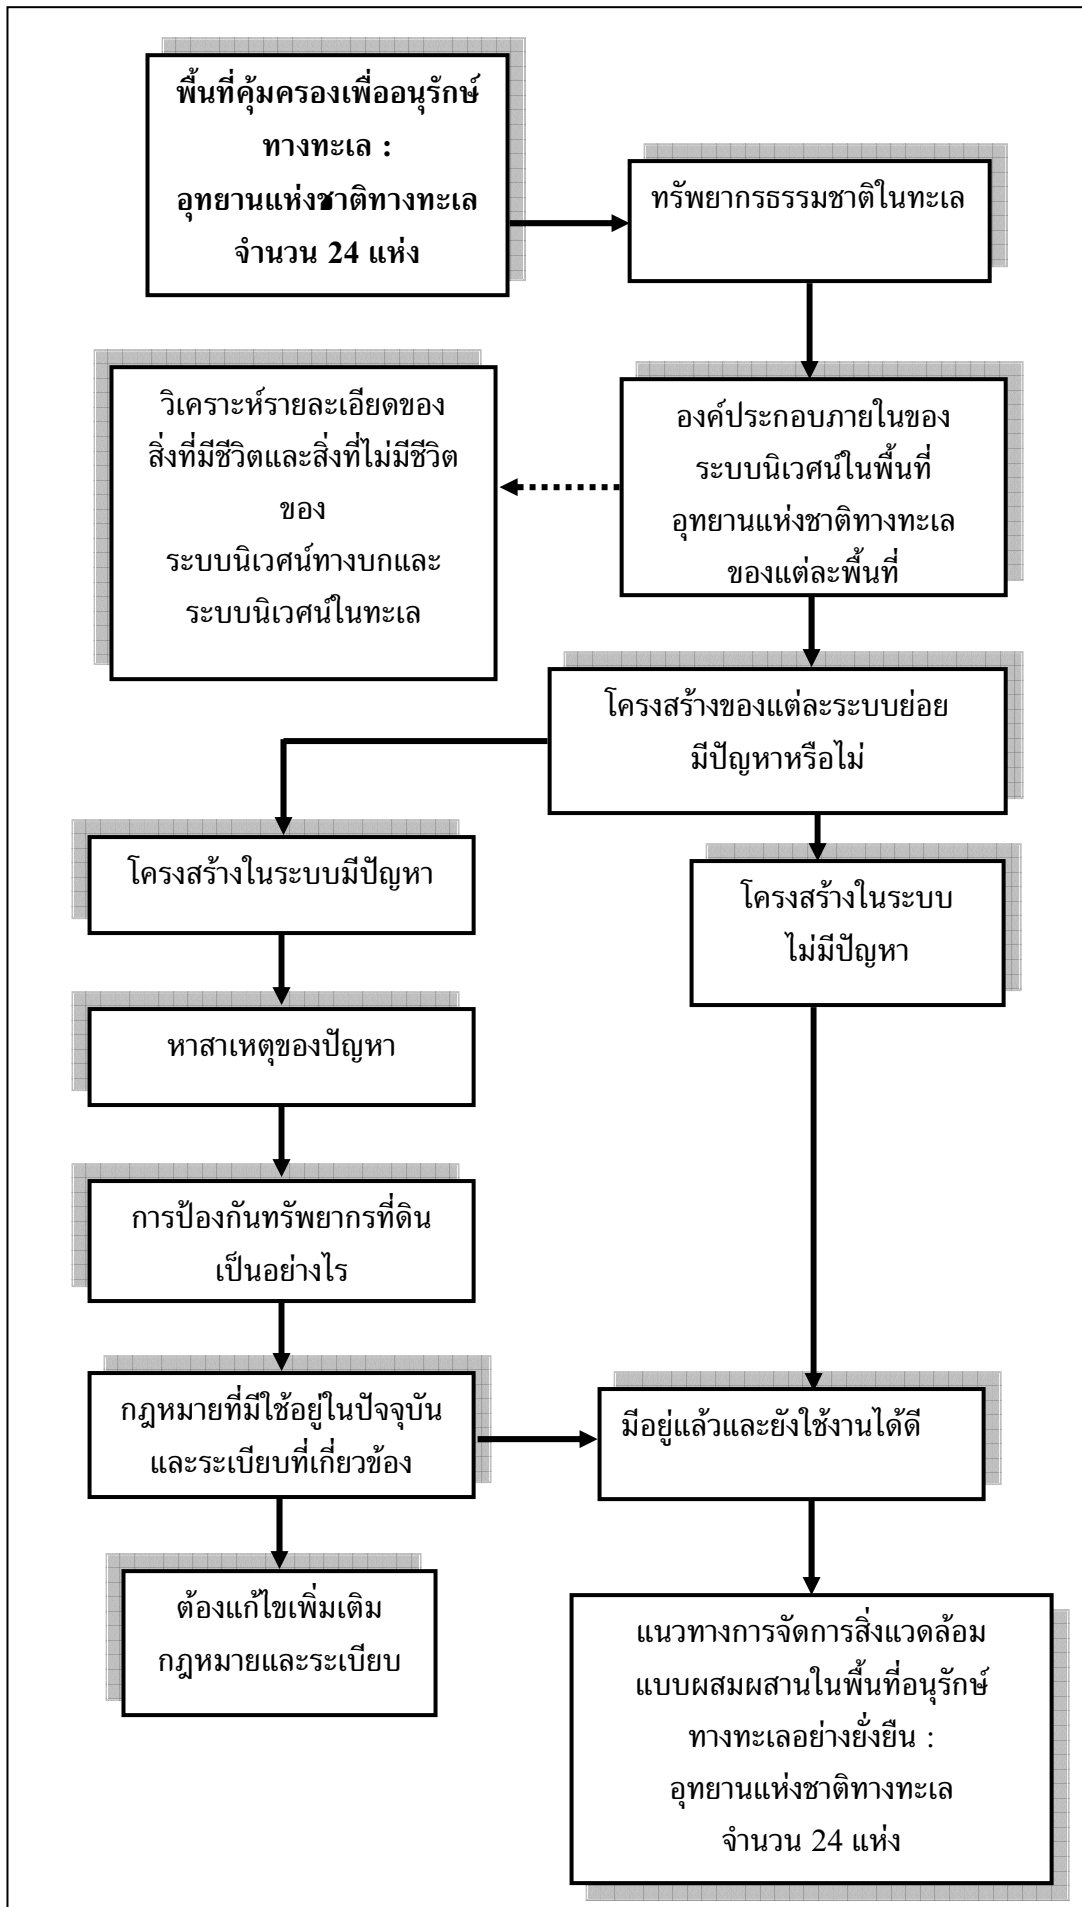 พื้นที่คุ้มครองเพื่ออนุรักษ์
ทางทะเล :
อุทยานแห่งชาติทางทะเล
จำนวน 24 แห่ง
ทรัพยากรธรรมชาติในทะเล
วิเคราะห์รายละเอียดของ
สิ่งที่มีชีวิตและสิ่งที่ไม่มีชีวิต
ของ
ระบบนิเวศน์ทางบกและ
ระบบนิเวศน์ในทะเล
องค์ประกอบภายในของ
ระบบนิเวศน์ในพื้นที่
อุทยานแห่งชาติทางทะเล
ของแต่ละพื้นที่
โครงสร้างของแต่ละระบบย่อย
มีปัญหาหรือไม่
โครงสร้างในระบบมีปัญหา
โครงสร้างในระบบ
ไม่มีปัญหา
หาสาเหตุของปัญหา
การป้องกันทรัพยากรที่ดิน
เป็นอย่างไร
กฎหมายที่มีใช้อยู่ในปัจจุบัน
และระเบียบที่เกี่ยวข้อง
มีอยู่แล้วและยังใช้งานได้ดี
ต้องแก้ไขเพิ่มเติม
กฎหมายและระเบียบ
แนวทางการจัดการสิ่งแวดล้อม
แบบผสมผสานในพื้นที่อนุรักษ์
ทางทะเลอย่างยั่งยืน :
อุทยานแห่งชาติทางทะเล
จำนวน 24 แห่ง